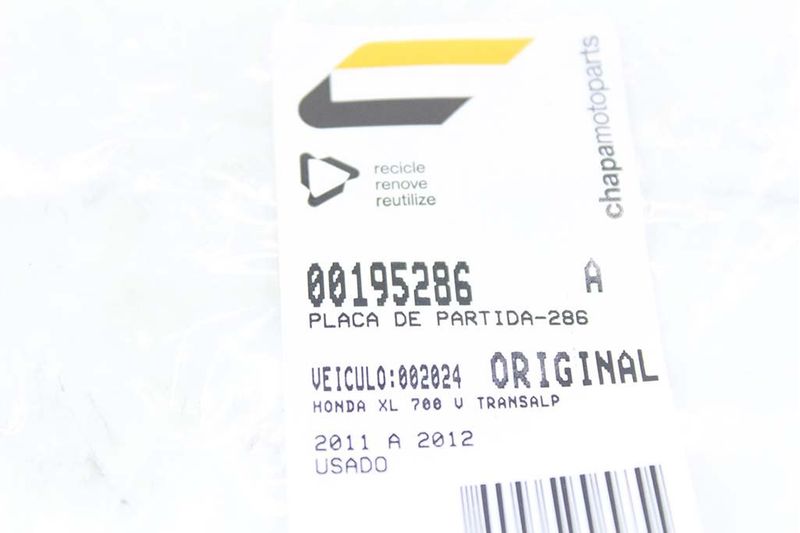 chapamotoparts
recicle
renove
reutilize
00195286 A
PLACA DE PARTIDA-286
VEICULO:002024 ORIGINAL
HONDA XL 700 V TRANSALP
2011 A 2012
USADO